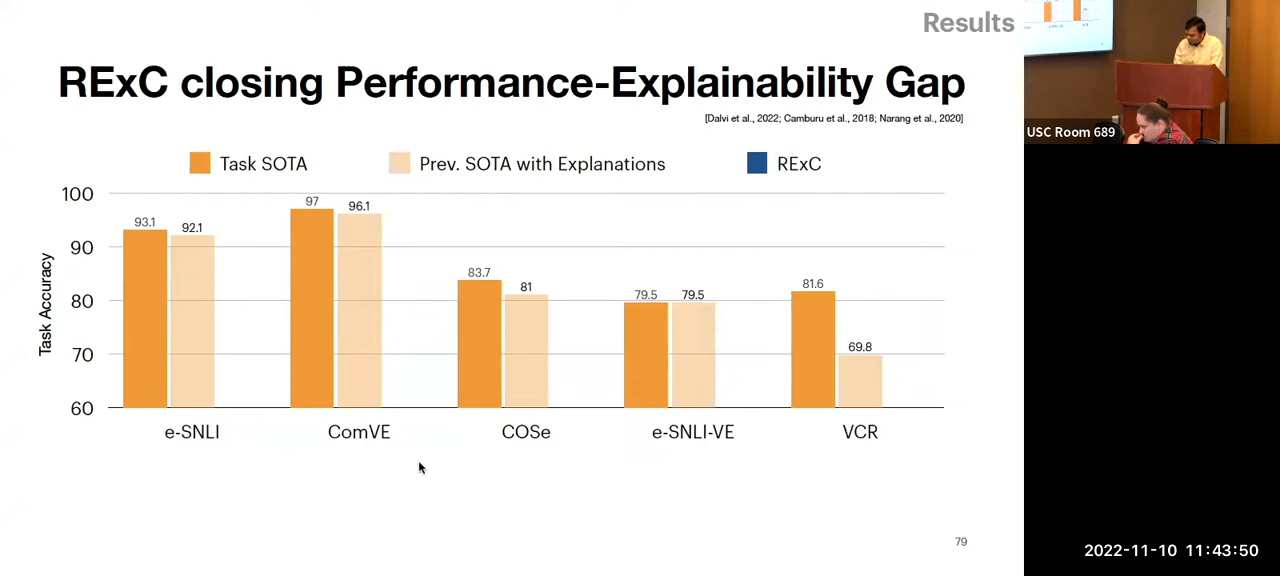 Results
RExC closing Performance-Explainability Gap
[Dalvi et al., 2022; Camburu et al., 2018; Narang et al., 2020]
Task SOTA
Prev. SOTA with Explanations
RExC
Task Accuracy
100
90
80
70
60
93.1
92.1
97
96.1
83.7
81
79.5
79.5
81.6
69.8
e-SNLI
ComVE
COSe
e-SNLI-VE
VCR
79
USC Room 689
2022-11-10 11:43:50